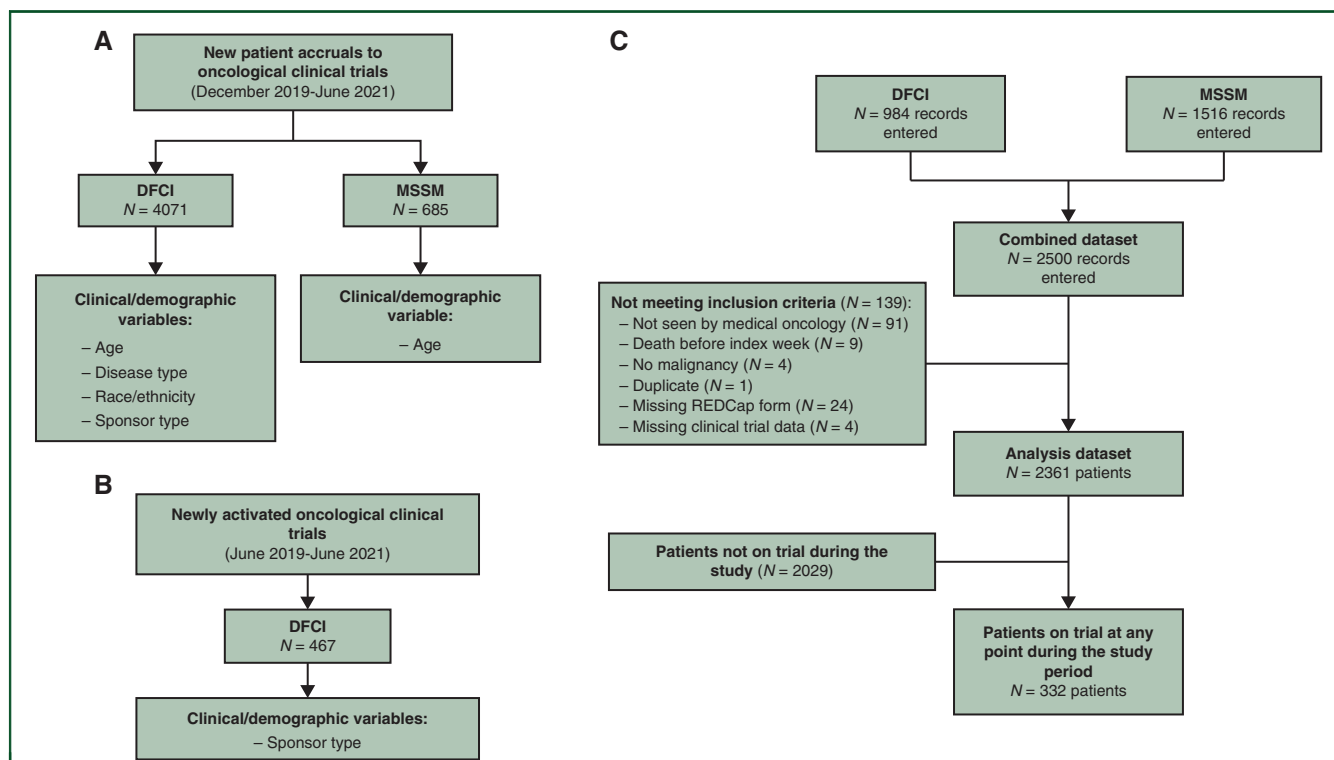 A
New patient accruals to
oncological clinical trials
(December 2019-June 2021)
DFCI
N = 4071
MSSM
N = 685
Clinical/demographic
variables:
– Age
– Disease type
– Race/ethnicity
– Sponsor type
Clinical/demographic
variable:
– Age
B
Newly activated oncological clinical
trials
(June 2019-June 2021)
DFCI
N = 467
Clinical/demographic variables:
– Sponsor type
C
DFCI
N = 984 records
entered
MSSM
N = 1516 records
entered
Combined dataset
N = 2500 records
entered
Not meeting inclusion criteria (N = 139):
– Not seen by medical oncology (N = 91)
– Death before index week (N = 9)
– No malignancy (N = 4)
– Duplicate (N = 1)
– Missing REDCap form (N = 24)
– Missing clinical trial data (N = 4)
Analysis dataset
N = 2361 patients
Patients not on trial during the
study (N = 2029)
Patients on trial at any
point during the study
period
N = 332 patients